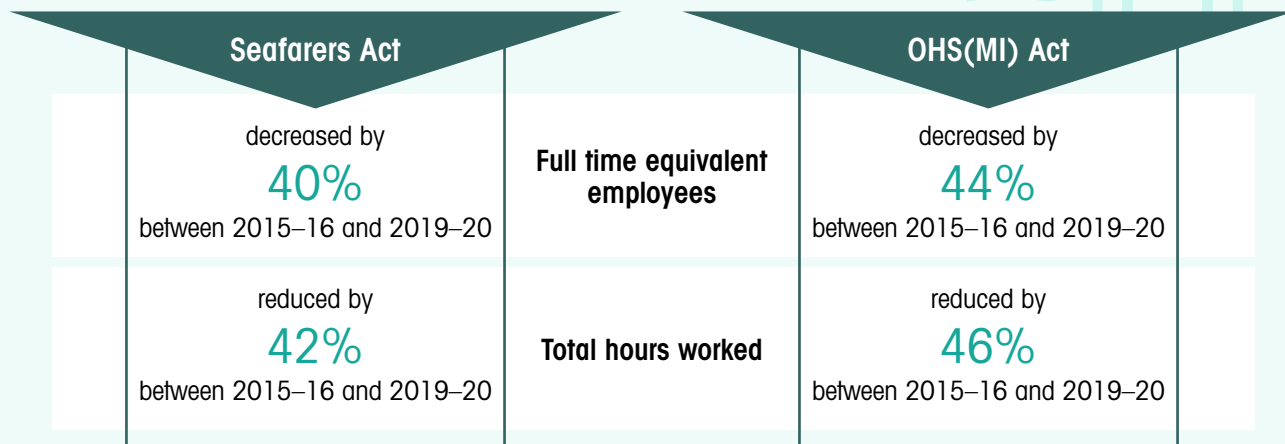 Seafarers Act
OHS(MI) Act
decreased by
40%
between 2015–16 and 2019–20
Full time equivalent
employees
decreased by
44%
between 2015–16 and 2019–20
reduced by
42%
between 2015–16 and 2019–20
Total hours worked
reduced by
46%
between 2015–16 and 2019–20